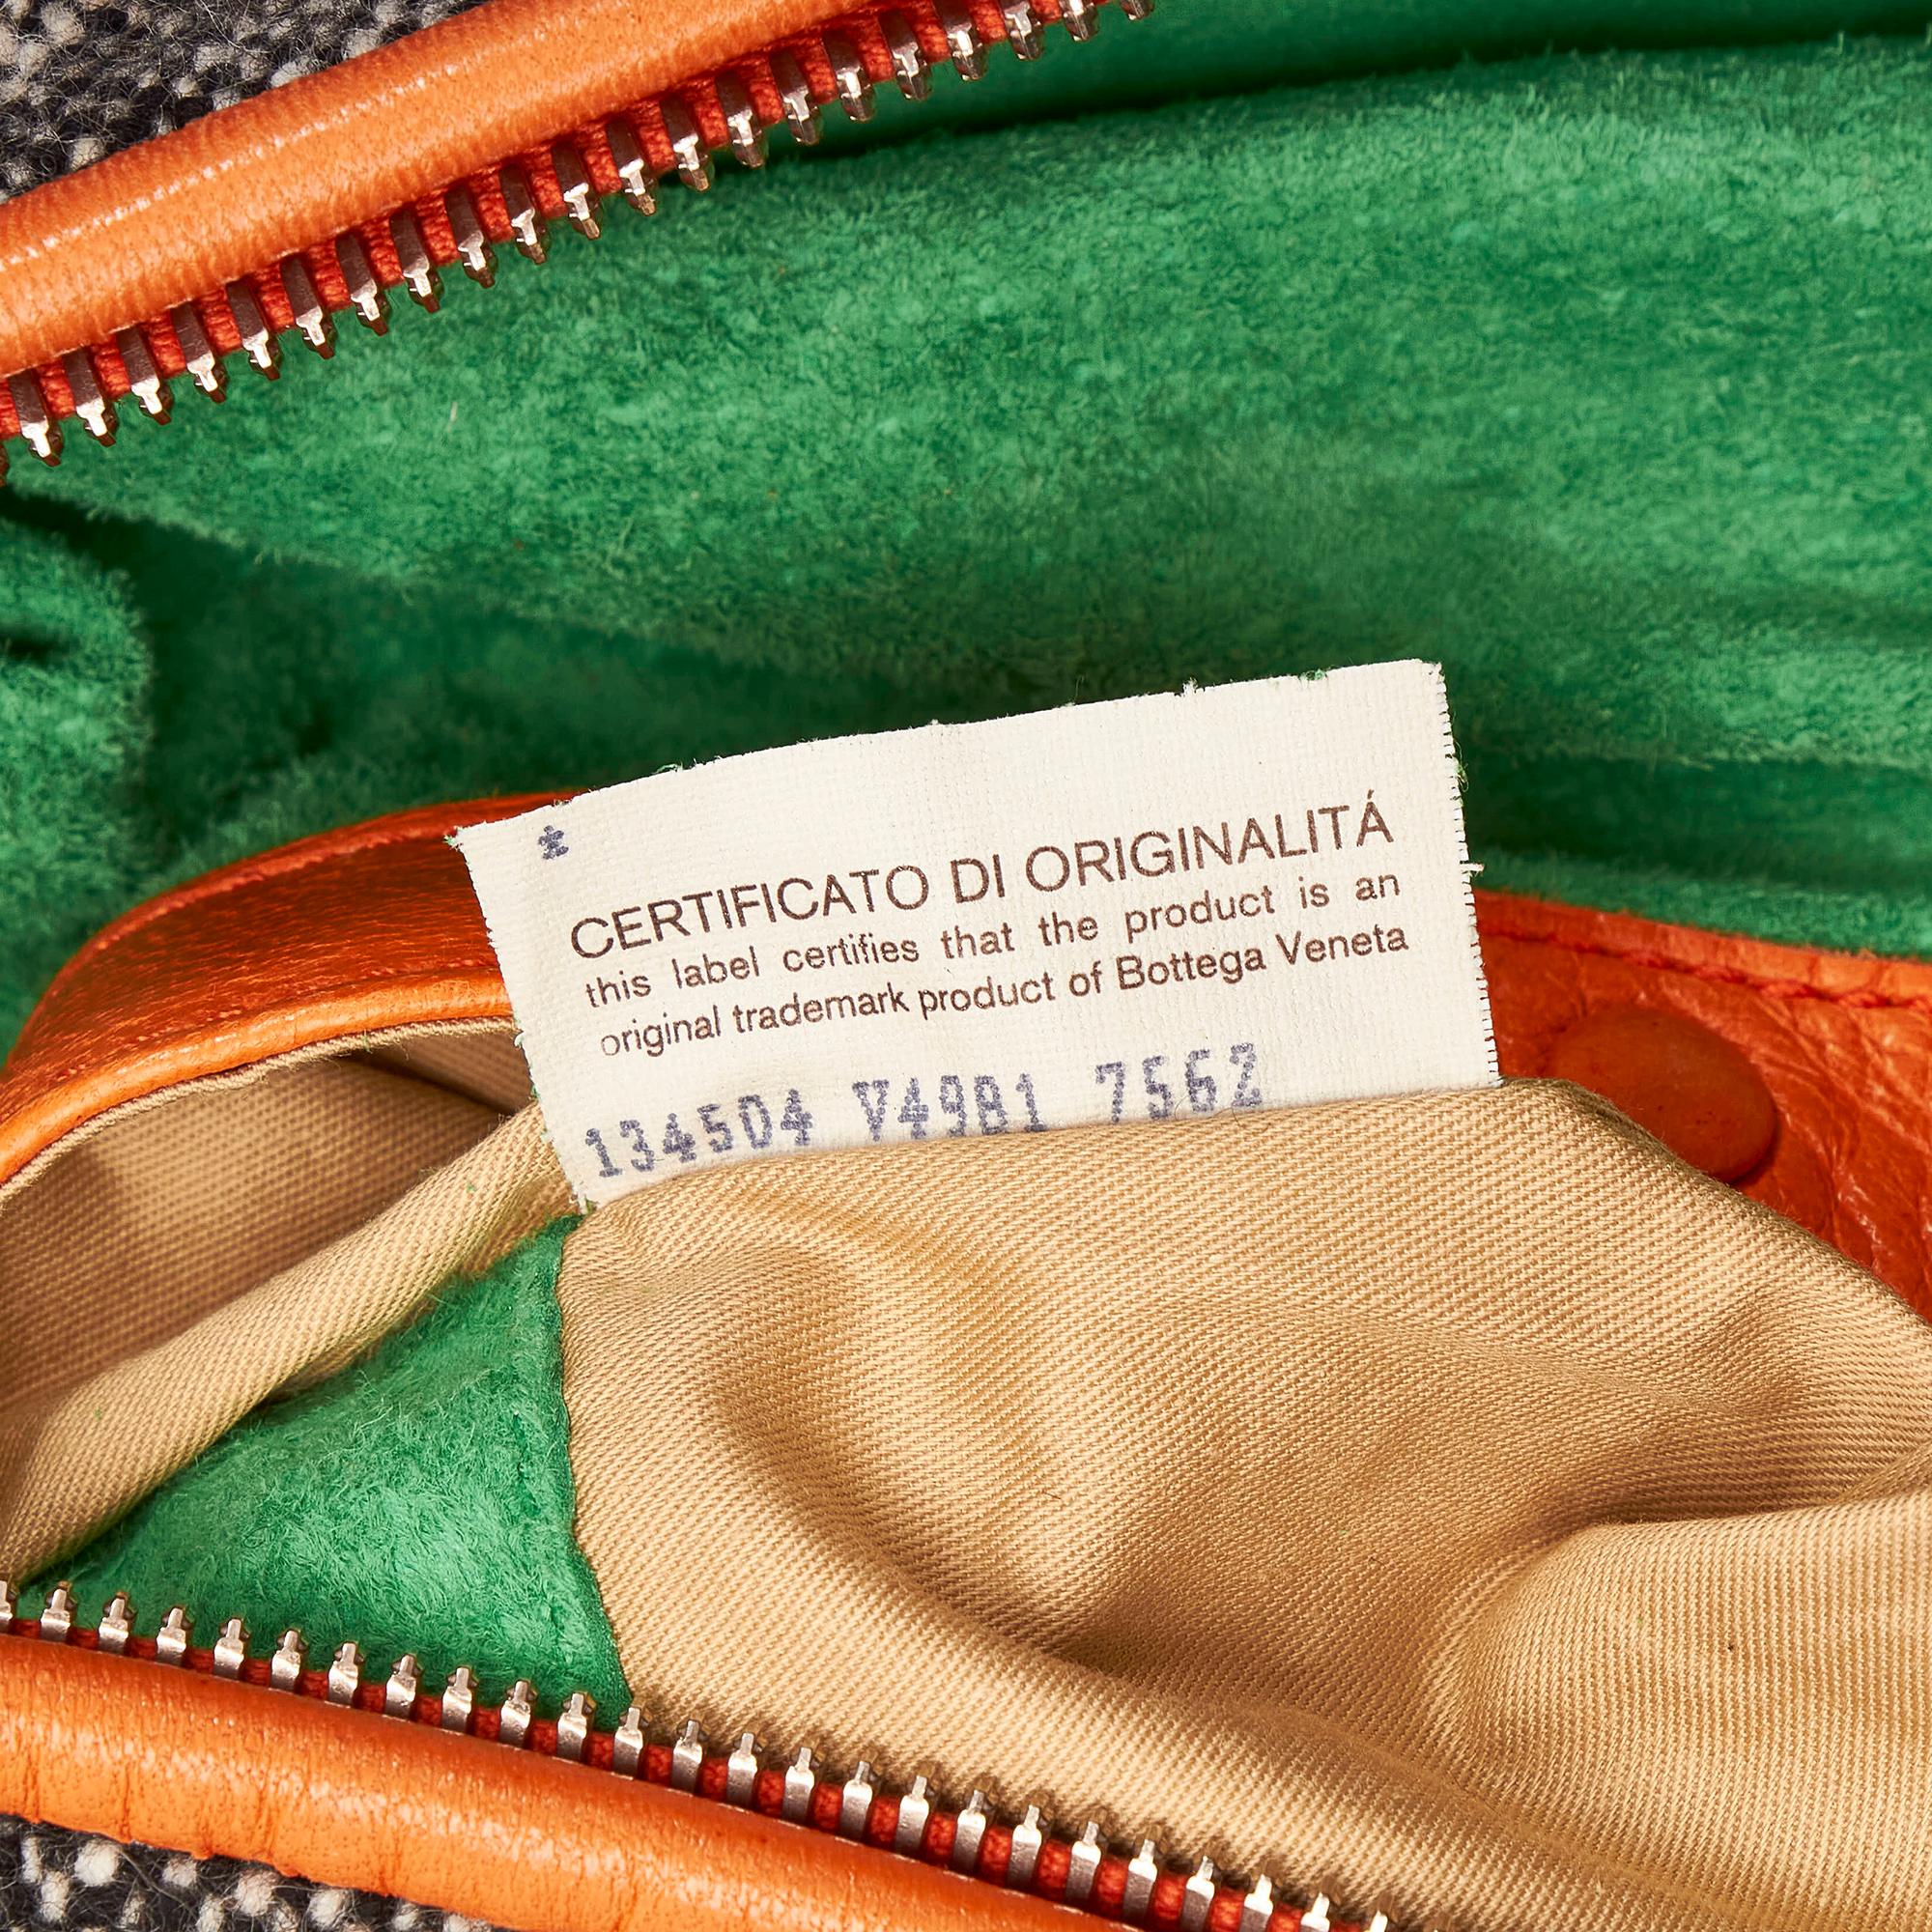 CERTIFICATO DI ORIGINALITÁ
this label certifies that the product is an
original trademark product of Bottega Veneta
134504 V49B1 7562